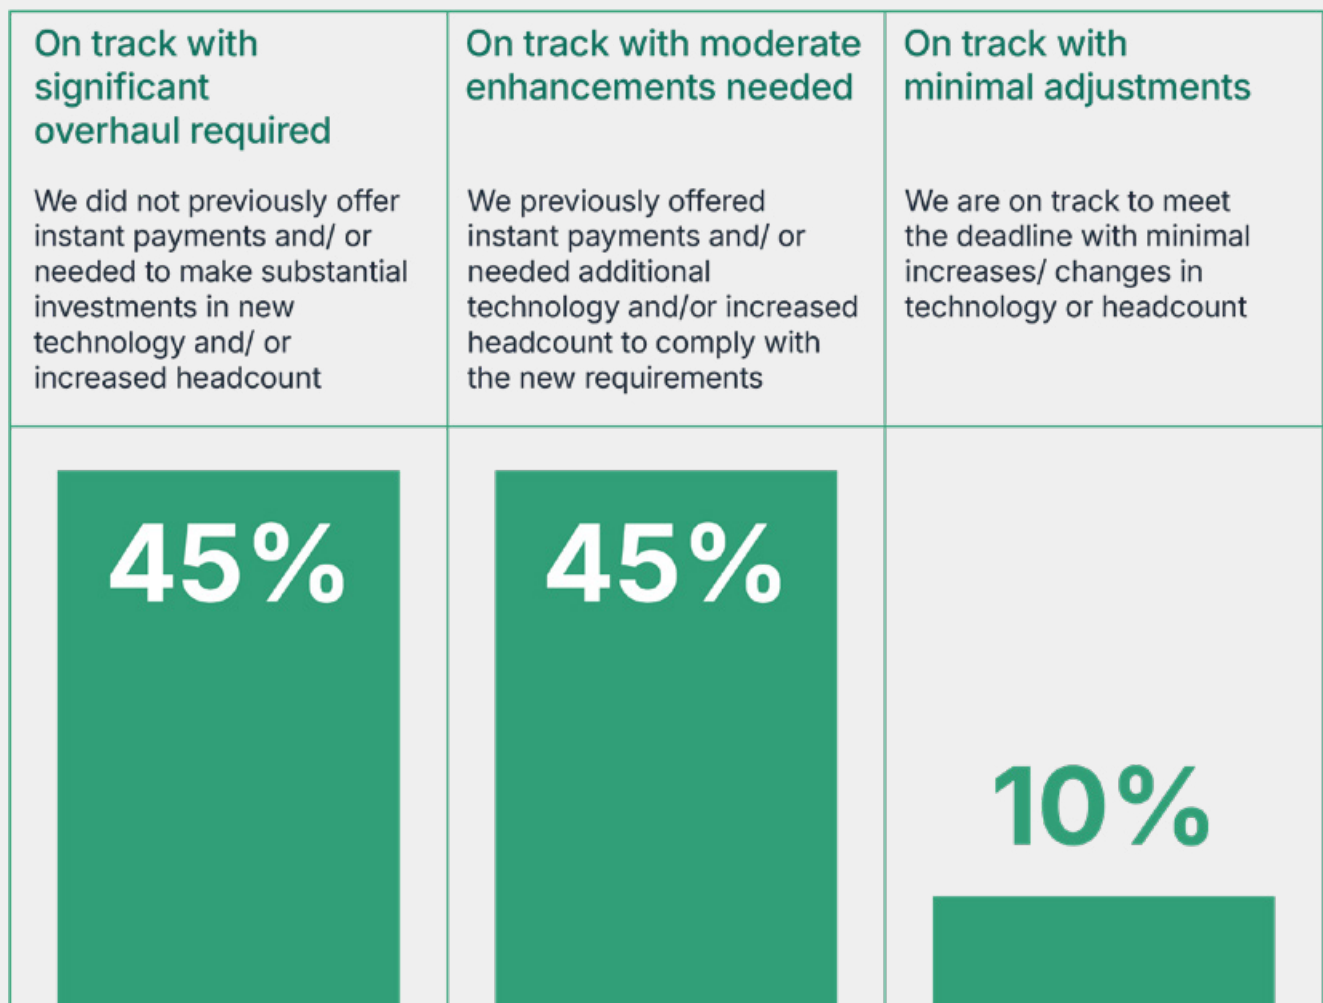 On track with
significant
overhaul required
We did not previously offer
instant payments and/ or
needed to make substantial
investments in new
technology and/ or
increased headcount
45%
On track with moderate
enhancements needed
We previously offered
instant payments and/ or
needed additional
technology and/or increased
headcount to comply with
the new requirements
45%
On track with
minimal adjustments
We are on track to meet
the deadline with minimal
increases/ changes in
technology or headcount
10%